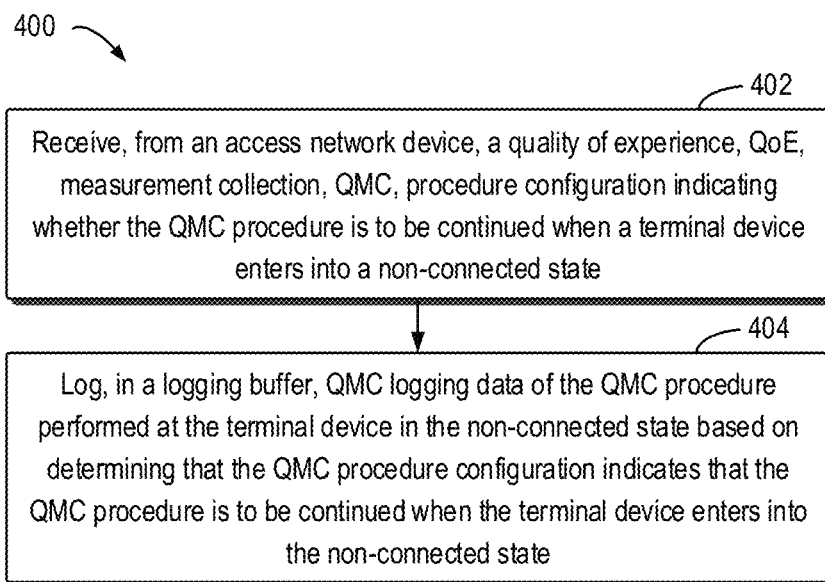 400
402
Receive, from an access network device, a quality of experience, QoE,
measurement collection, QMC, procedure configuration indicating
whether the QMC procedure is to be continued when a terminal device
enters into a non-connected state
404
Log, in a logging buffer, QMC logging data of the QMC procedure
performed at the terminal device in the non-connected state based on
determining that the QMC procedure configuration indicates that the
QMC procedure is to be continued when the terminal device enters into
the non-connected state